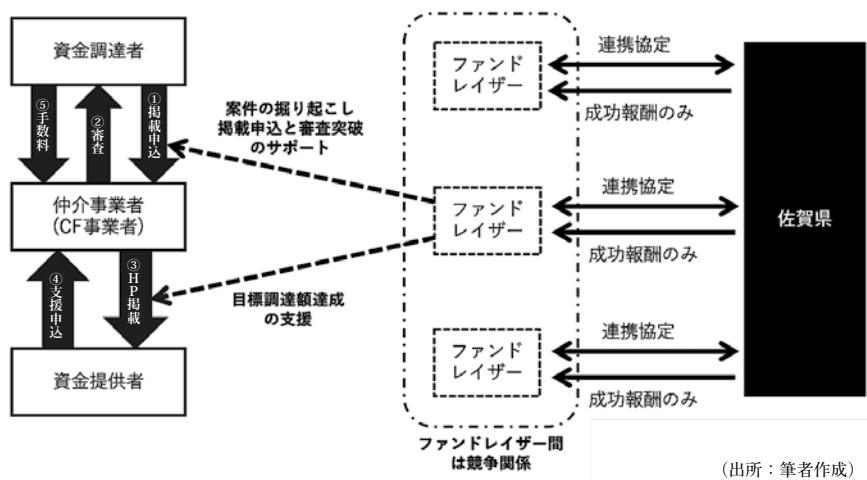 資金調達者
⑤手数料
②審査
①掲載申込
仲介事業者
(CF事業者)
④支援申込
③HP掲載
資金提供者
案件の掘り起こし
掲載申込と審査突破
のサポート
目標調達額達成
の支援
ファンド
レイザー
ファンド
レイザー
ファンド
レイザー
ファンドレイザー間
は競争関係
連携協定
成功報酬のみ
連携協定
成功報酬のみ
連携協定
成功報酬のみ
佐賀県
(出所:筆者作成)